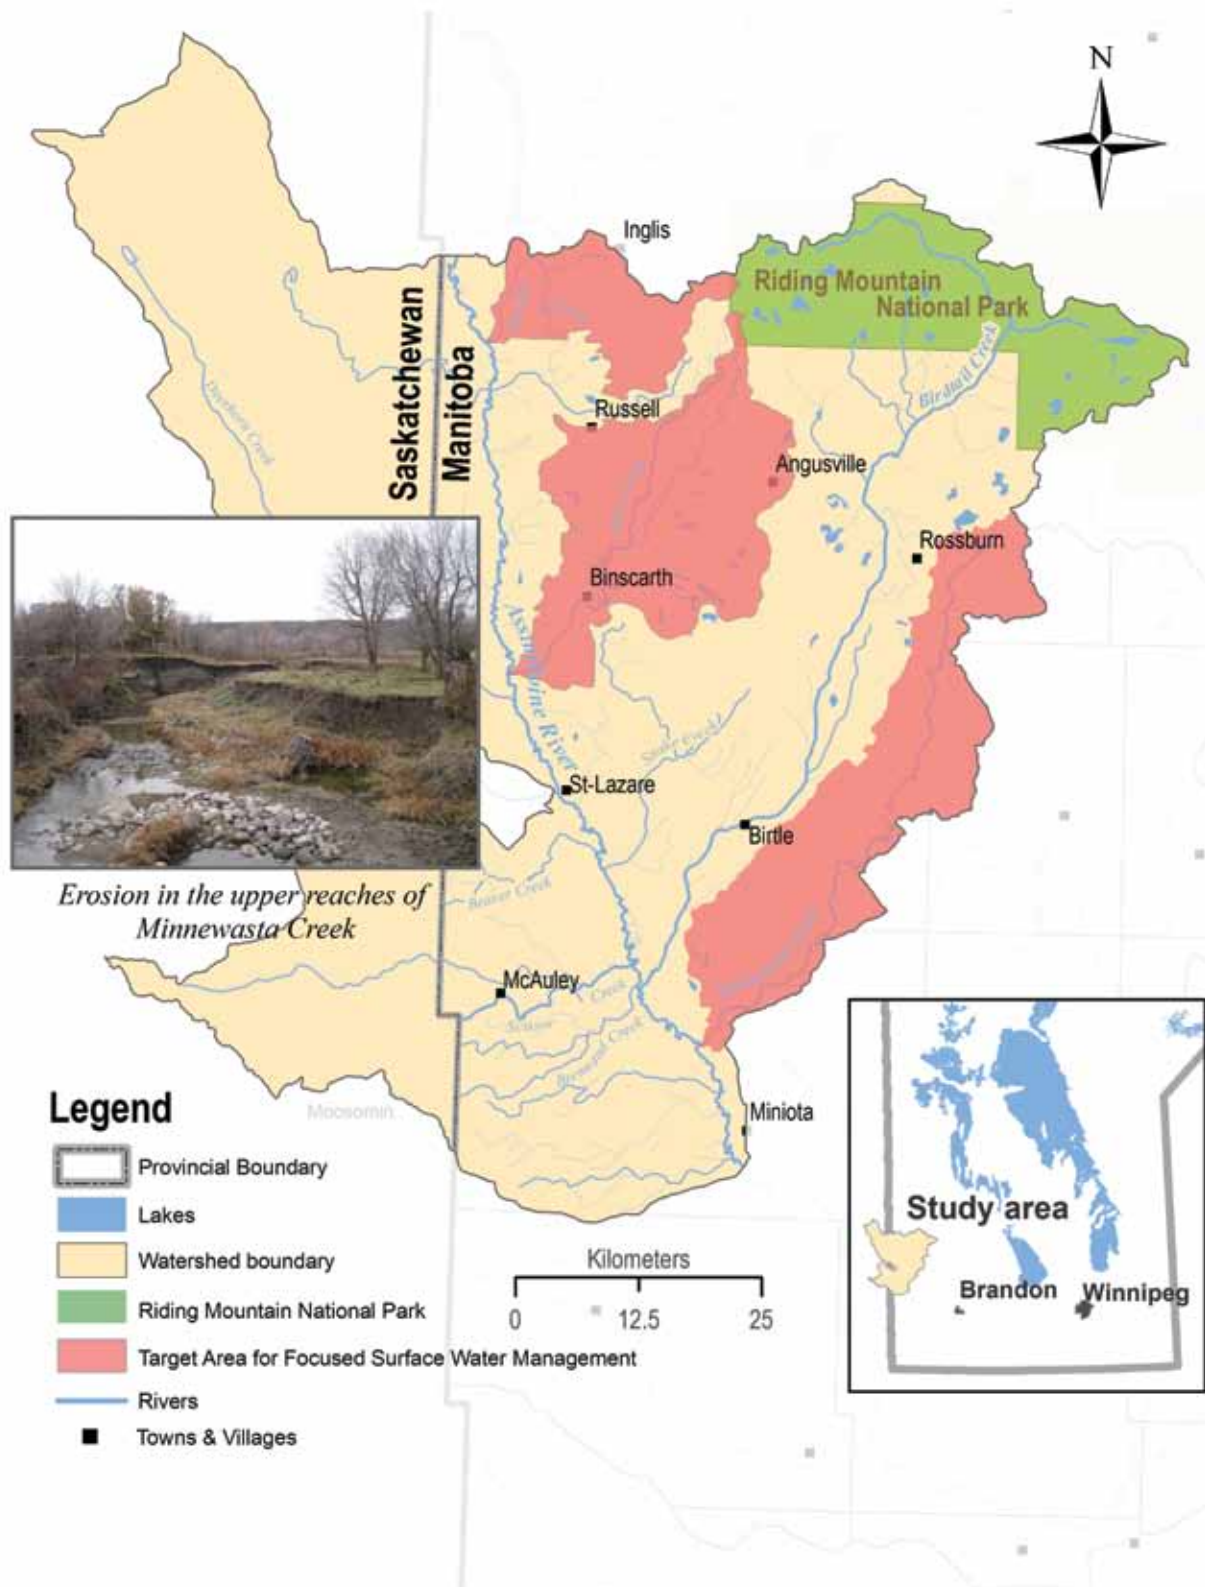 N
Inglis
Riding Mountain
National Park
Saskatchewan
Manitoba
Birdtail Creek
Russell
Angusville
Rossburn
Binscarth
Assiniboine River
St-Lazare
Birtle
Beaver Creek
Erosion in the upper reaches of
Minnewasta Creek
McAuley
Creek
Scissor
Creek
Miniota
Moosomin
Legend
Provincial Boundary
Lakes
Watershed boundary
Riding Mountain National Park
Target Area for Focused Surface Water Management
Rivers
Towns & Villages
Kilometers
0 12.5 25
Study area
Brandon
Winnipeg